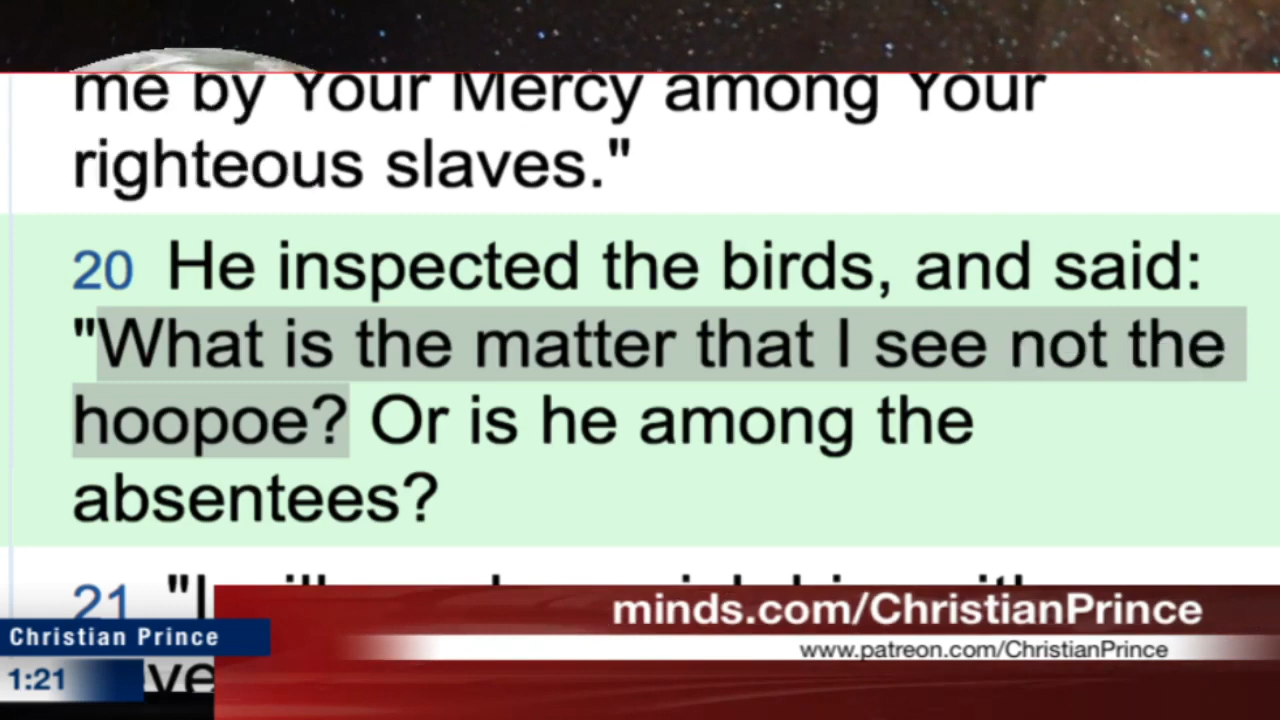 me by Your Mercy among Your
righteous slaves."
20 He inspected the birds, and said:
"What is the matter that I see not the
hoopoe? Or is he among the
absentees?
21 "I
minds.com/ChristianPrince
Christian Prince
www.patreon.com/ChristianPrince
1:21